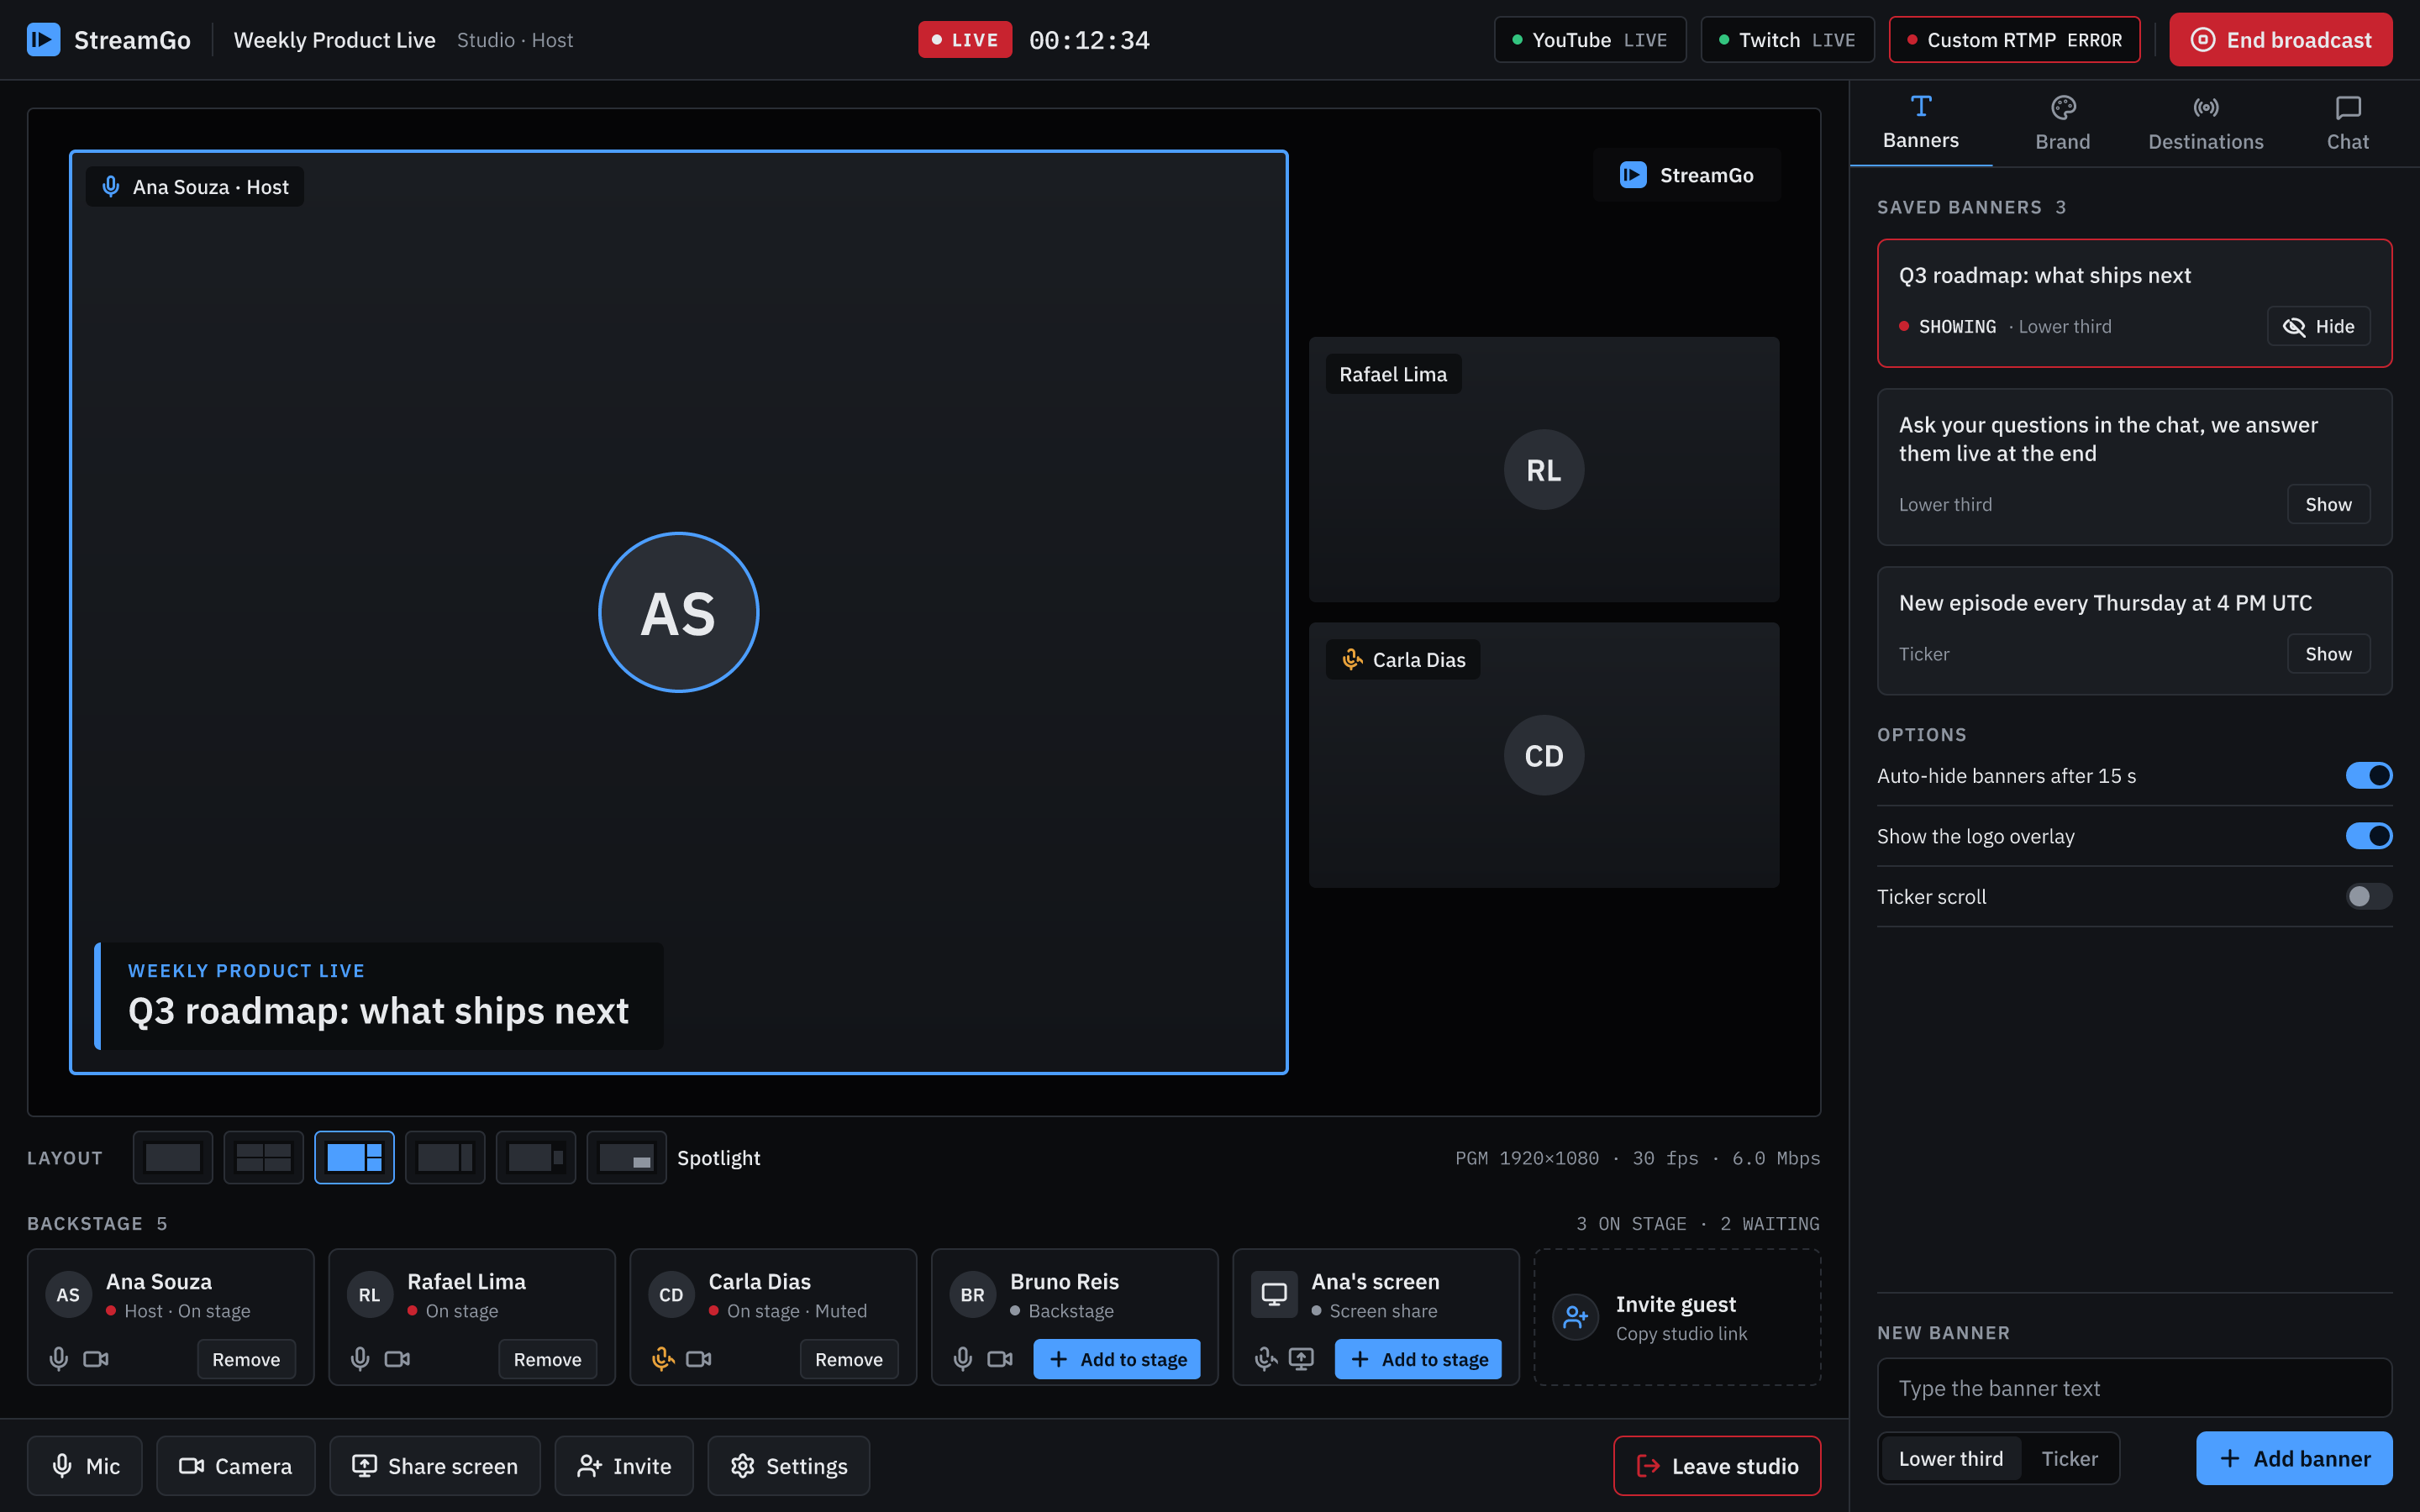 StreamGo
Weekly Product Live
Studio · Host
LIVE
00:12:34
YouTube LIVE
Twitch LIVE
Custom RTMP ERROR
End broadcast
Ana Souza · Host
AS
StreamGo
Rafael Lima
RL
Carla Dias
CD
WEEKLY PRODUCT LIVE
Q3 roadmap: what ships next
LAYOUT
Spotlight
PGM 1920×1080 · 30 fps · 6.0 Mbps
BACKSTAGE 5
3 ON STAGE · 2 WAITING
AS
Ana Souza
Host · On stage
Remove
RL
Rafael Lima
On stage
Remove
CD
Carla Dias
On stage · Muted
Remove
BR
Bruno Reis
Backstage
Add to stage
Ana's screen
Screen share
Add to stage
Invite guest
Copy studio link
Mic
Camera
Share screen
Invite
Settings
Leave studio
Banners
Brand
Destinations
Chat
SAVED BANNERS 3
Q3 roadmap: what ships next
SHOWING · Lower third
Hide
Ask your questions in the chat, we answer
them live at the end
Lower third
Show
New episode every Thursday at 4 PM UTC
Ticker
Show
OPTIONS
Auto-hide banners after 15 s
Show the logo overlay
Ticker scroll
NEW BANNER
Type the banner text
Lower third
Ticker
Add banner